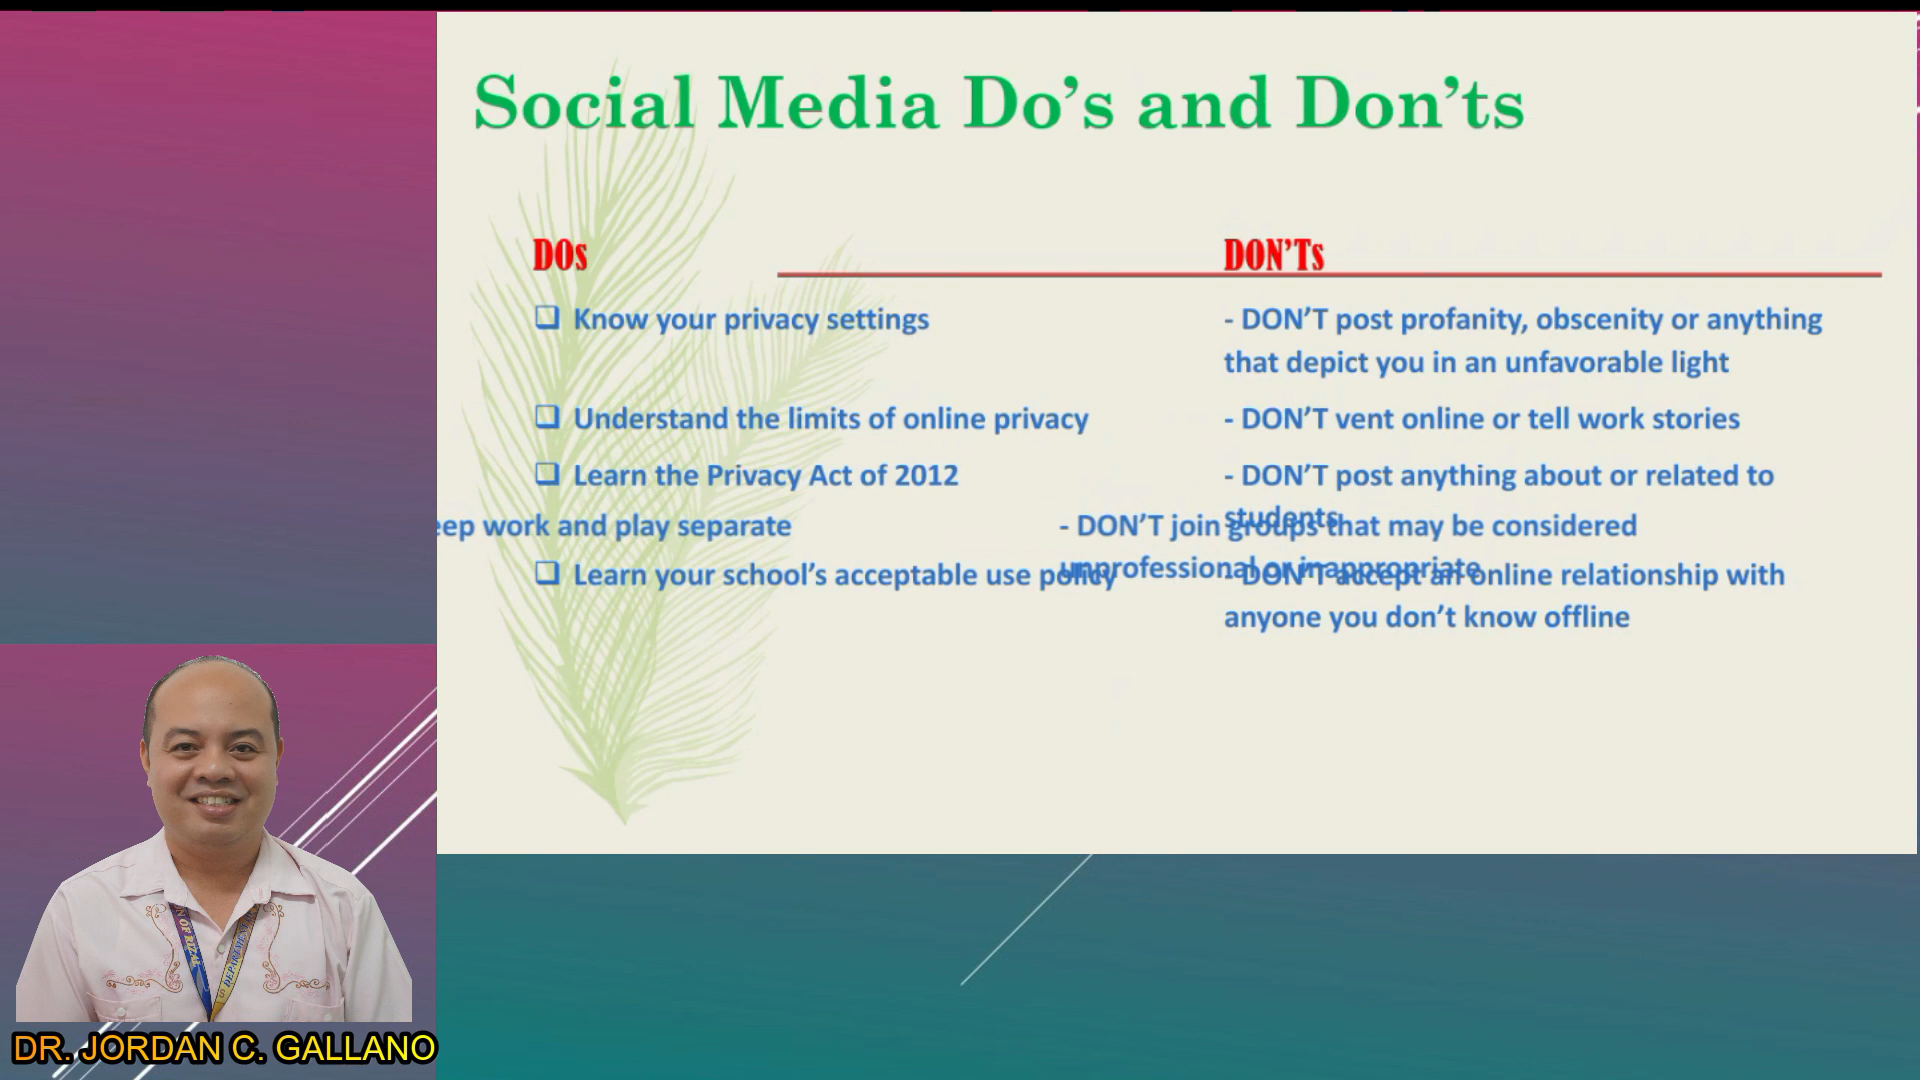 Social Media Do’s and Don’ts
DOs
DON’Ts
❑ Know your privacy settings
- DON’T post profanity, obscenity or anything
that depict you in an unfavorable light
❑ Understand the limits of online privacy
- DON’T vent online or tell work stories
❑ Learn the Privacy Act of 2012
- DON’T post anything about or related to
students
eep work and play separate
- DON’T join groups that may be considered
unprofessional or inappropriate
❑ Learn your school’s acceptable use policy
- DON’T accept an online relationship with
anyone you don’t know offline
N OF RIZAL
DEPARTMENT
DR. JORDAN C. GALLANO